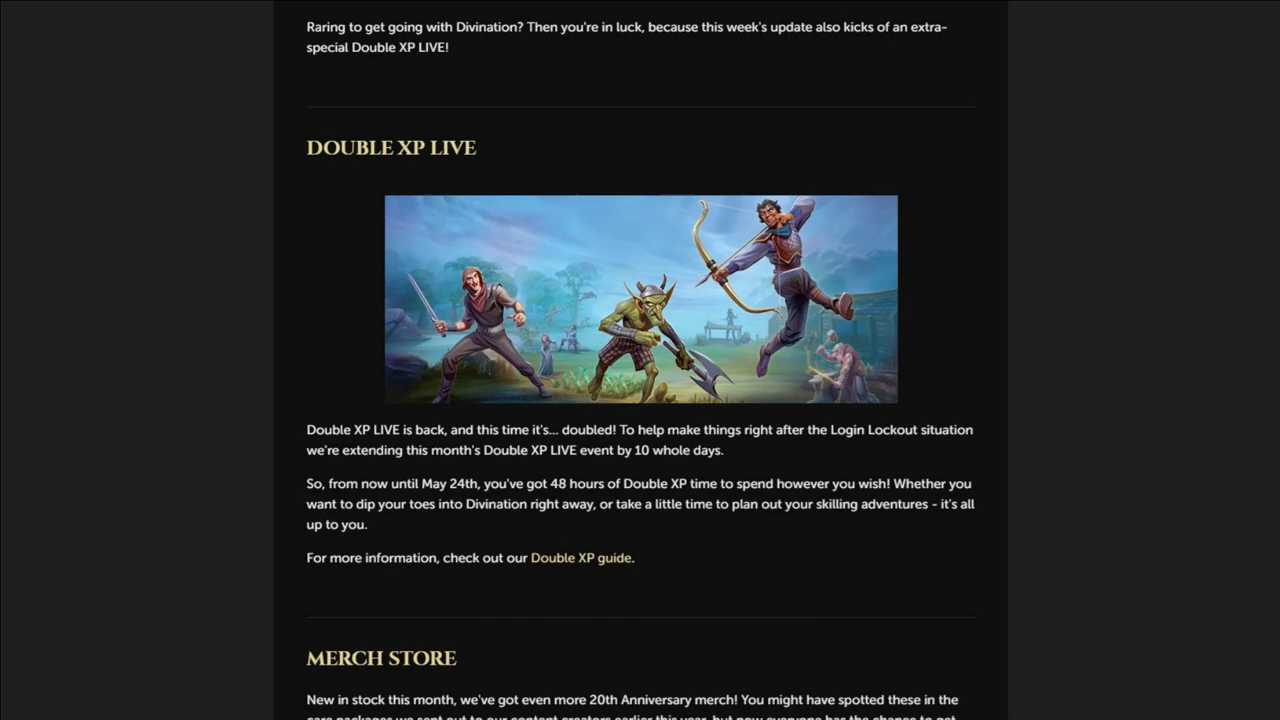 Raring to get going with Divination? Then you're in luck, because this week's update also kicks of an extra-
special Double XP LIVE!
DOUBLE XP LIVE
Double XP LIVE is back, and this time it's... doubled! To help make things right after the Login Lockout situation
we're extending this month's Double XP LIVE event by 10 whole days.
So, from now until May 24th, you've got 48 hours of Double XP time to spend however you wish! Whether you
want to dip your toes into Divination right away, or take a little time to plan out your skilling adventures - it's all
up to you.
For more information, check out our Double XP guide.
MERCH STORE
New in stock this month, we've got even more 20th Anniversary merch! You might have spotted these in the
care packages we sent out to our content creators earlier this year, but now everyone has the chance to get